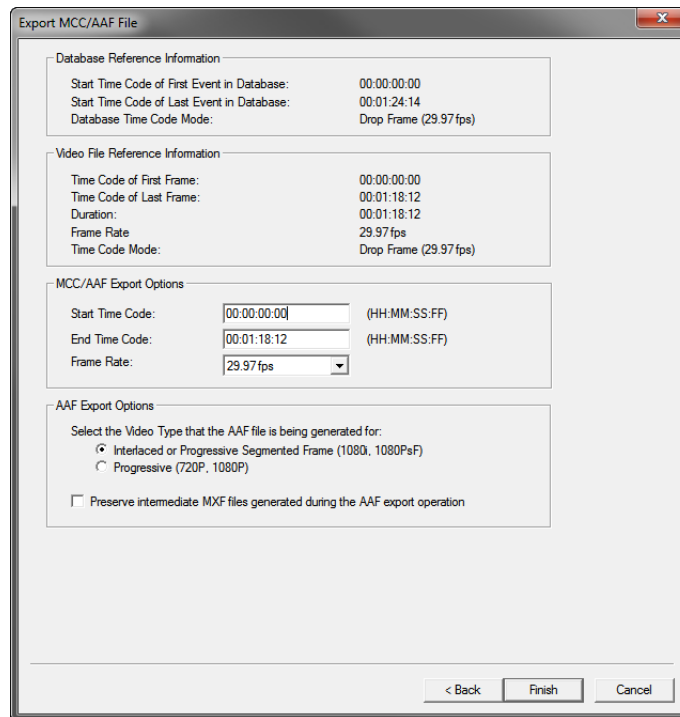 Export MCC/AAF File
Database Reference Information
Start Time Code of First Event in Database: 00:00:00:00
Start Time Code of Last Event in Database: 00:01:24:14
Database Time Code Mode: Drop Frame (29.97 fps)
Video File Reference Information
Time Code of First Frame: 00:00:00:00
Time Code of Last Frame: 00:01:18:12
Duration: 00:01:18:12
Frame Rate 29.97 fps
Time Code Mode: Drop Frame (29.97 fps)
MCC/AAF Export Options
Start Time Code: 00:00:00:00 (HH:MM:SS:FF)
End Time Code: 00:01:18:12 (HH:MM:SS:FF)
Frame Rate: 29.97 fps
AAF Export Options
Select the Video Type that the AAF file is being generated for:
Interlaced or Progressive Segmented Frame (1080i, 1080PsF)
Progressive (720P, 1080P)
Preserve intermediate MXF files generated during the AAF export operation
< Back Finish Cancel